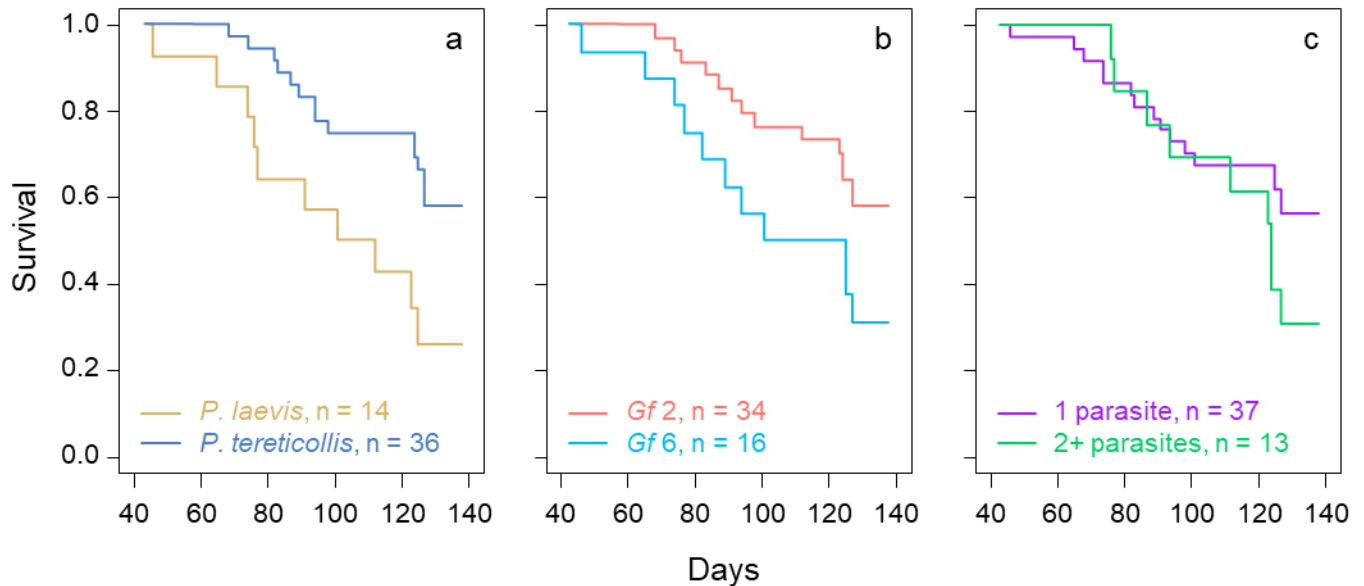 a
b
c
Survival
1.0
0.8
0.6
0.4
0.2
0.0
P. laevis, n = 14
P. tereticollis, n = 36
Gf 2, n = 34
Gf 6, n = 16
1 parasite, n = 37
2+ parasites, n = 13
40 60 80 100 120 140
40 60 80 100 120 140
40 60 80 100 120 140
Days